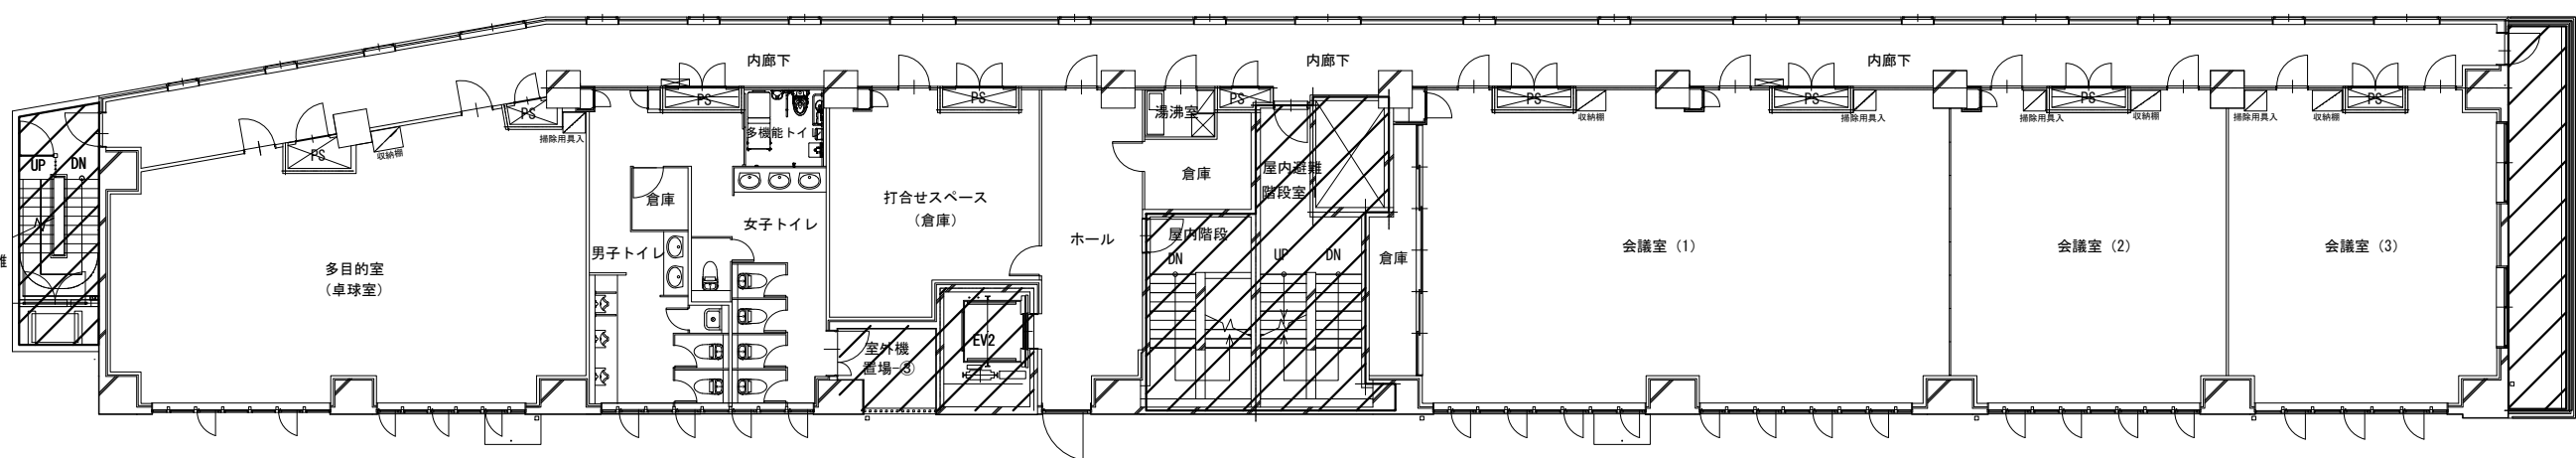 内廊下
内廊下
内廊下
PS
PS
PS
PS
PS
PS
PS
PS
PS
湯沸室
多機能トイレ
掃除用具入
収納棚
収納棚
掃除用具入
掃除用具入
収納棚
掃除用具入
収納棚
UP
DN
倉庫
倉庫
屋内避難
階段室
打合せスペース
（倉庫）
女子トイレ
男子トイレ
ホール
屋内階段
DN
UP
DN
倉庫
会議室（1）
会議室（2）
会議室（3）
多目的室
（卓球室）
難
EV2
室外機
置場-③